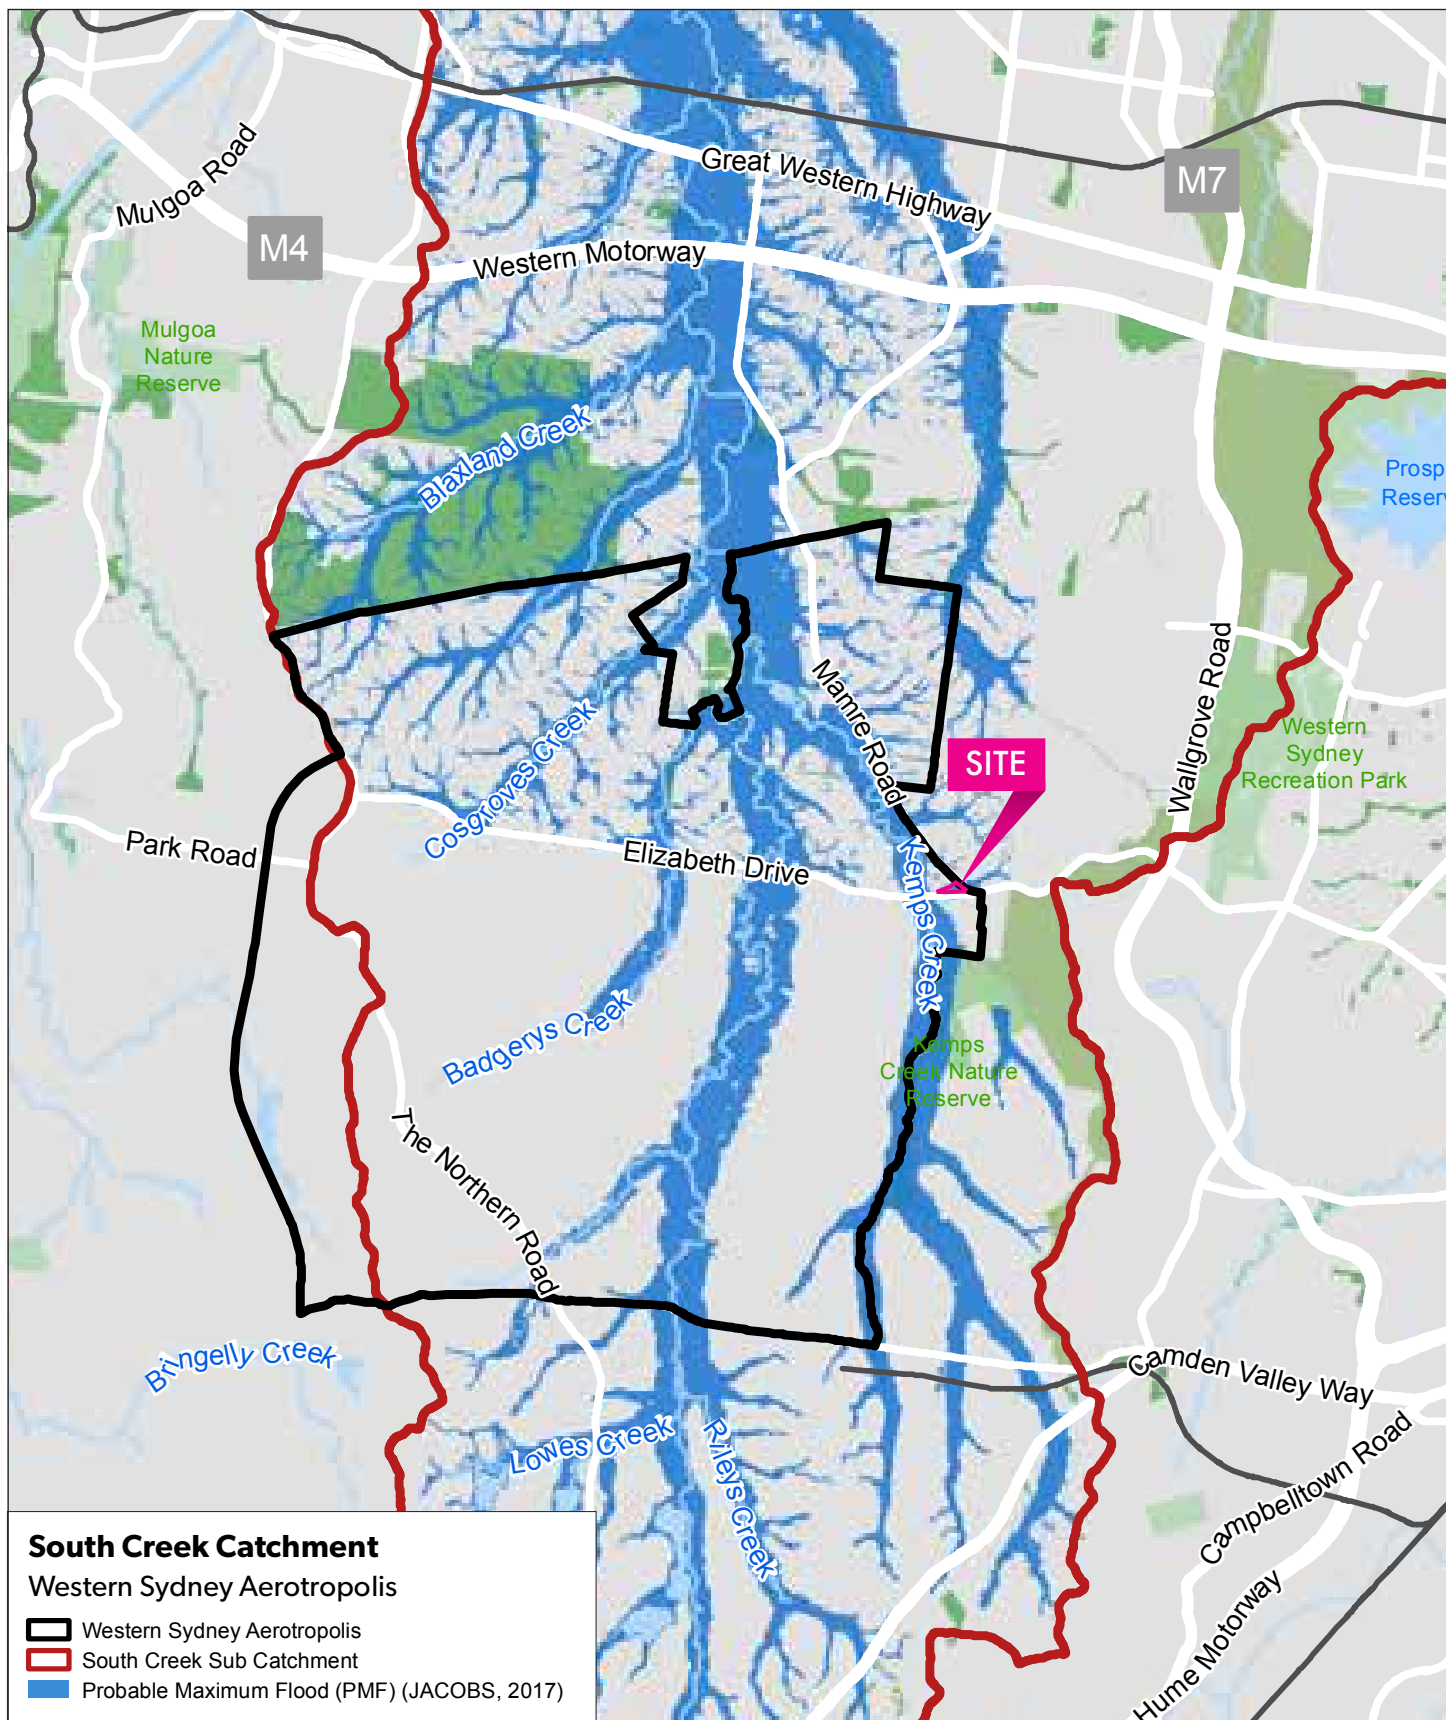 Great Western Highway
M7
Mulgoa Road
M4
Western Motorway
Mulgoa
Nature
Reserve
Blaxland Creek
Prosp
Reserv
Mamre Road
Wallgrove Road
Cosgroves Creek
SITE
Western
Sydney
Recreation Park
Park Road
Elizabeth Drive
Kemps Creek
Badgerys Creek
Kemps
Creek Nature
Reserve
The Northern Road
Bringelly Creek
Camden Valley Way
Lowes Creek
Rileys Creek
Campbelltown Road
Hume Motorway
South Creek Catchment
Western Sydney Aerotropolis
Western Sydney Aerotropolis
South Creek Sub Catchment
Probable Maximum Flood (PMF) (JACOBS, 2017)